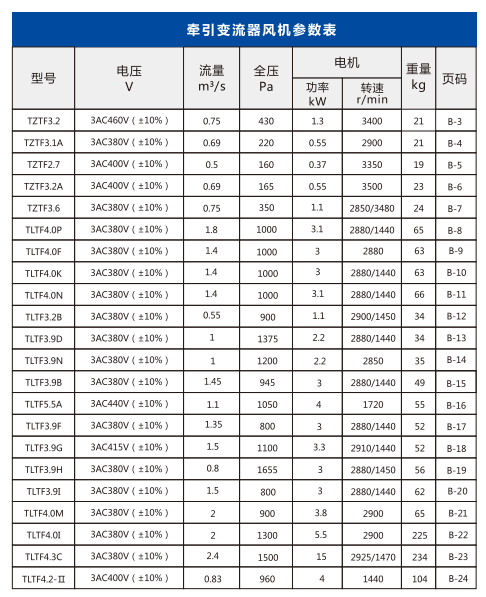 牵引变流器风机参数表
型号 电压 V 流量 m³/s 全压 Pa 电机 重量 kg 页码
功率 kW 转速 r/min
TZTF3.2 3AC460V（±10%） 0.75 430 1.3 3400 21 B-3
TZTF3.1A 3AC380V（±10%） 0.69 220 0.55 2900 21 B-4
TZTF2.7 3AC400V（±10%） 0.5 160 0.37 3350 19 B-5
TZTF3.2A 3AC400V（±10%） 0.69 165 0.55 3500 23 B-6
TZTF3.6 3AC380V（±10%） 0.75 350 1.1 2850/3480 24 B-7
TLTF4.0P 3AC380V（±10%） 1.8 1000 3.1 2880/1440 65 B-8
TLTF4.0F 3AC380V（±10%） 1.4 1000 3 2880 63 B-9
TLTF4.0K 3AC380V（±10%） 1.4 1000 3 2880/1440 63 B-10
TLTF4.0N 3AC380V（±10%） 1.4 1000 3.1 2880/1440 66 B-11
TLTF3.2B 3AC380V（±10%） 0.55 900 1.1 2900/1450 34 B-12
TLTF3.9D 3AC380V（±10%） 1 1375 2.2 2880/1440 34 B-13
TLTF3.9N 3AC380V（±10%） 1 1200 2.2 2850 35 B-14
TLTF3.9B 3AC380V（±10%） 1.45 945 3 2880/1440 49 B-15
TLTF5.5A 3AC440V（±10%） 1.1 1050 4 1720 55 B-16
TLTF3.9F 3AC380V（±10%） 1.35 800 3 2880/1440 52 B-17
TLTF3.9G 3AC415V（±10%） 1.5 1100 3.3 2910/1440 52 B-18
TLTF3.9H 3AC380V（±10%） 0.8 1655 3 2880/1450 56 B-19
TLTF3.9I 3AC380V（±10%） 1.5 800 3 2880/1440 62 B-20
TLTF4.0M 3AC380V（±10%） 2 900 3.8 2900 65 B-21
TLTF4.0I 3AC380V（±10%） 2 1300 5.5 2900 225 B-22
TLTF4.3C 3AC380V（±10%） 2.4 1500 15 2925/1470 234 B-23
TLTF4.2-II 3AC400V（±10%） 0.83 960 4 1440 104 B-24